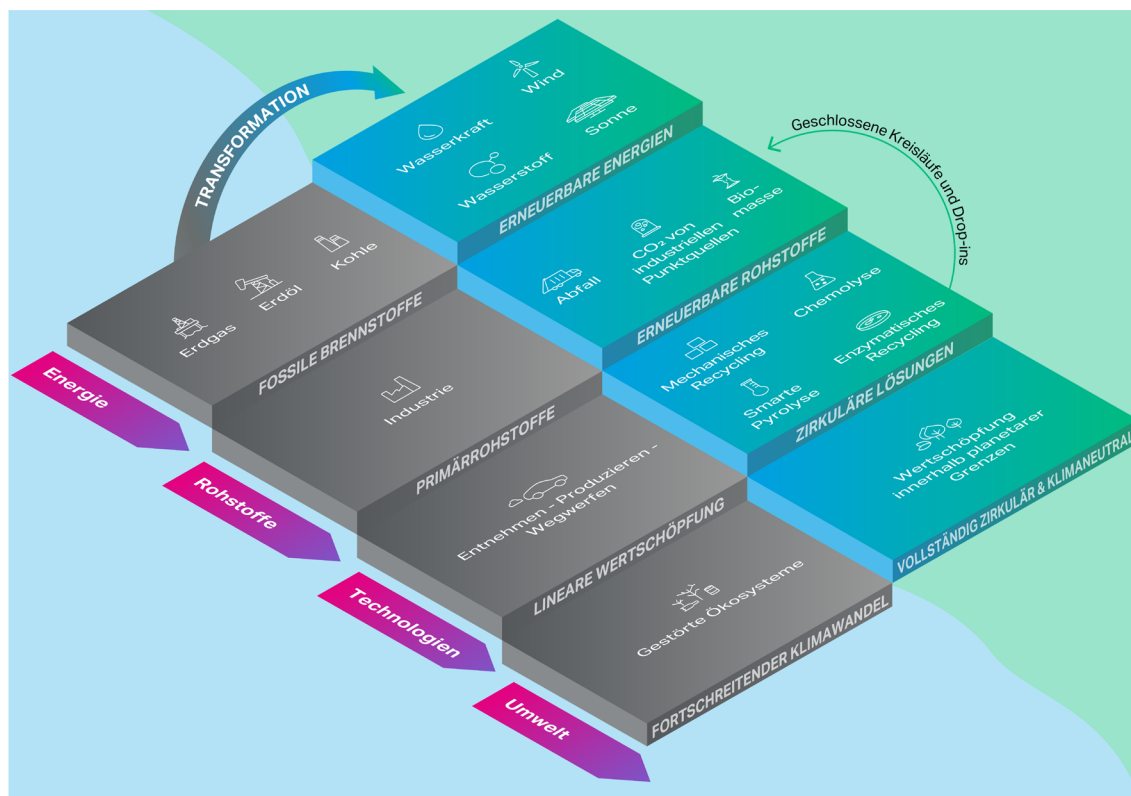 TRANSFORMATION
Wind
Wasserkraft
Sonne
Wasserstoff
ERNEUERBARE ENERGIEN
Geschlossene Kreisläufe und Drop-ins
Bio-
masse
CO₂ von
industriellen
Punktquellen
Abfall
ERNEUERBARE ROHSTOFFE
Chemolyse
Mechanisches
Recycling
Enzymatisches
Recycling
Smarte
Pyrolyse
ZIRKULÄRE LÖSUNGEN
Wertschöpfung
innerhalb planetarer
Grenzen
VOLLSTÄNDIG ZIRKULÄR & KLIMANEUTRAL
Kohle
Erdöl
Erdgas
FOSSILE BRENNSTOFFE
Industrie
PRIMÄRROHSTOFFE
Entnehmen - Produzieren -
Wegwerfen
LINEARE WERTSCHÖPFUNG
Gestörte Ökosysteme
FORTSCHREITENDER KLIMAWANDEL
Energie
Rohstoffe
Technologien
Umwelt